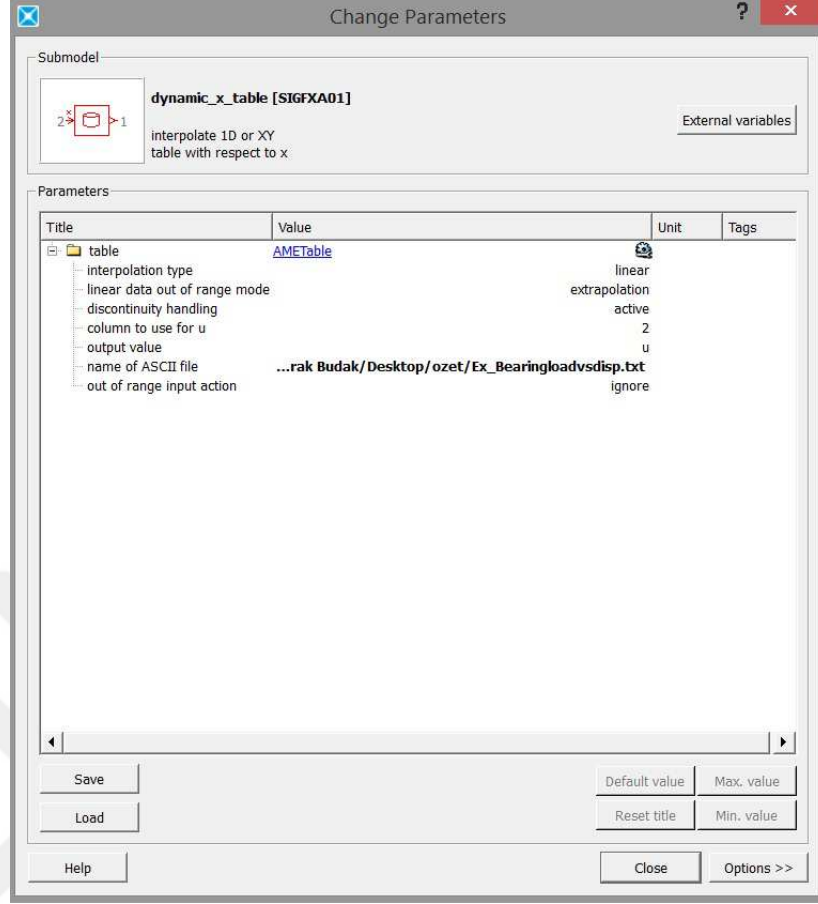 Change Parameters
?
×
Submodel
2 x 1
dynamic_x_table [SIGFXA01]
interpolate 1D or XY
table with respect to x
External variables
Parameters
Title Value Unit Tags
table AMETable
interpolation type linear
linear data out of range mode extrapolation
discontinuity handling active
column to use for u 2
output value u
name of ASCII file ...rak Budak/Desktop/ozet/Ex_Bearingloadvsdisp.txt
out of range input action ignore
Save Default value Max. value
Load Reset title Min. value
Help Close Options >>